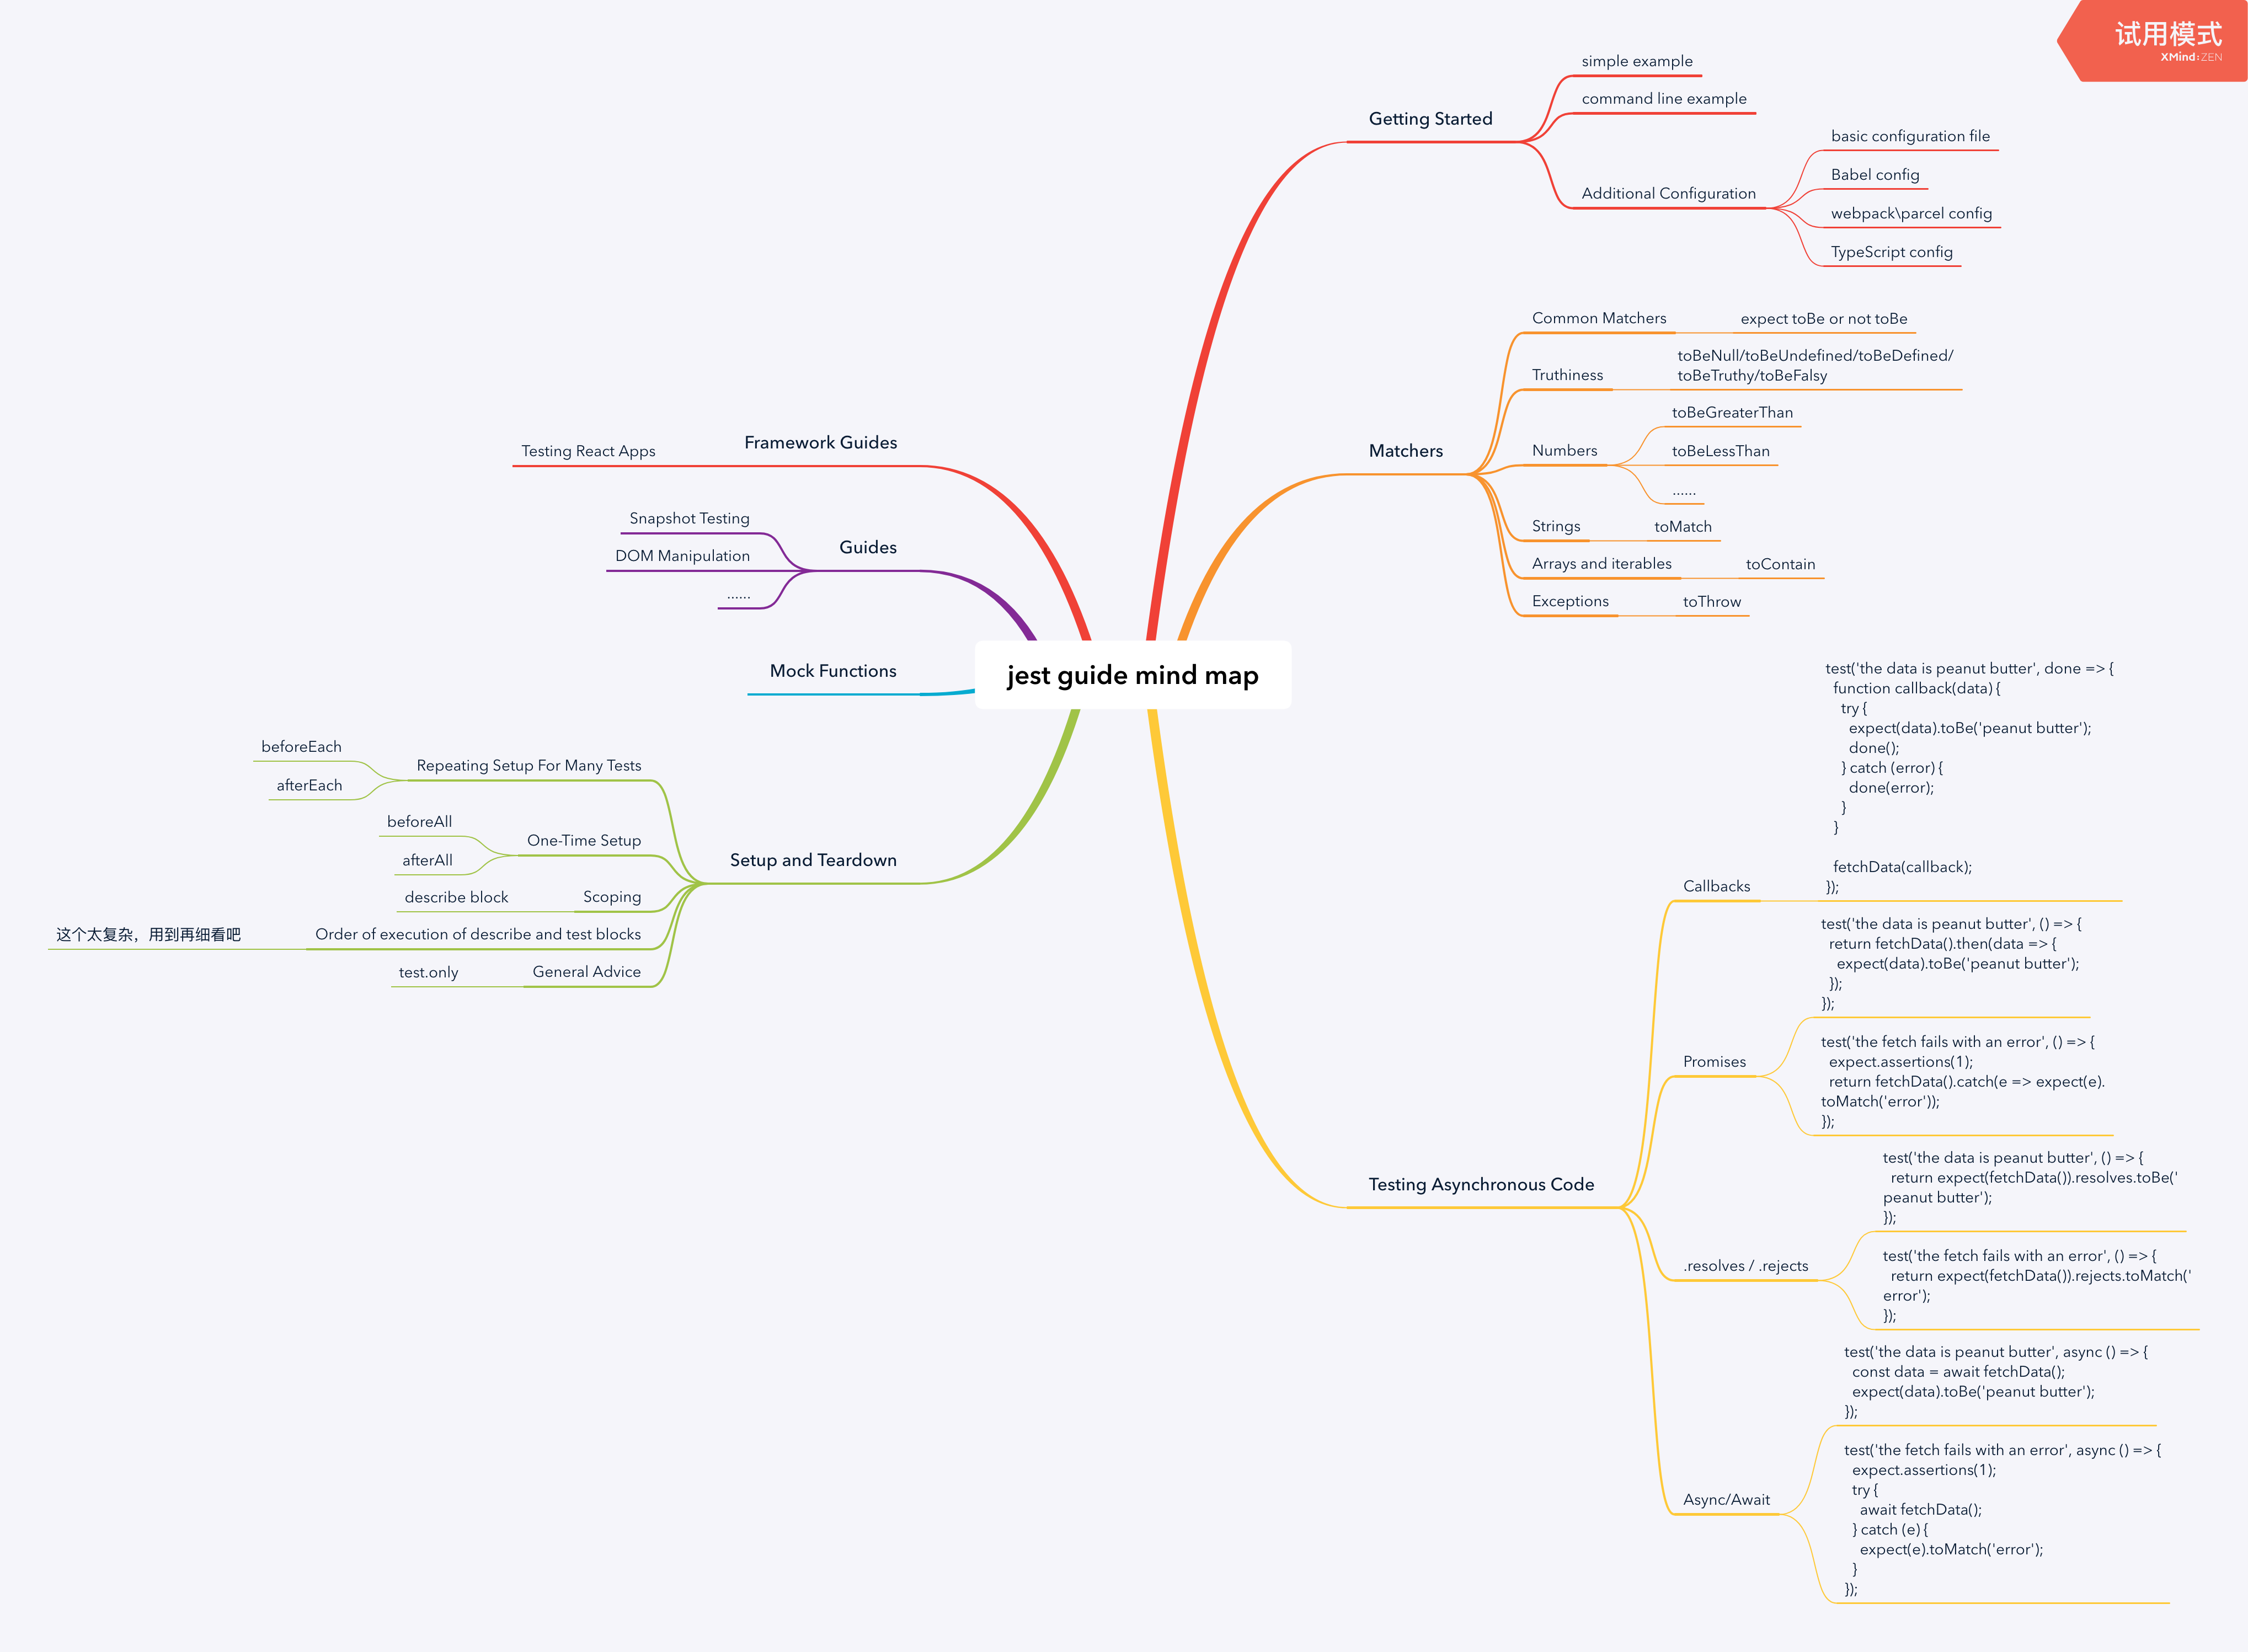 试用模式
XMind:ZEN
jest guide mind map
Getting Started
simple example
command line example
Additional Configuration
basic configuration file
Babel config
webpack\parcel config
TypeScript config
Matchers
Common Matchers
expect toBe or not toBe
Truthiness
toBeNull/toBeUndefined/toBeDefined/
toBeTruthy/toBeFalsy
Numbers
toBeGreaterThan
toBeLessThan
......
Strings
toMatch
Arrays and iterables
toContain
Exceptions
toThrow
Testing Asynchronous Code
Callbacks
test('the data is peanut butter', done => {
  function callback(data) {
    try {
      expect(data).toBe('peanut butter');
      done();
    } catch (error) {
      done(error);
    }
  }

  fetchData(callback);
});
Promises
test('the data is peanut butter', () => {
  return fetchData().then(data => {
    expect(data).toBe('peanut butter');
  });
});
test('the fetch fails with an error', () => {
  expect.assertions(1);
  return fetchData().catch(e => expect(e).
toMatch('error'));
});
.resolves / .rejects
test('the data is peanut butter', () => {
  return expect(fetchData()).resolves.toBe('
peanut butter');
});
test('the fetch fails with an error', () => {
  return expect(fetchData()).rejects.toMatch('
error');
});
Async/Await
test('the data is peanut butter', async () => {
  const data = await fetchData();
  expect(data).toBe('peanut butter');
});
test('the fetch fails with an error', async () => {
  expect.assertions(1);
  try {
    await fetchData();
  } catch (e) {
    expect(e).toMatch('error');
  }
});
Framework Guides
Testing React Apps
Guides
Snapshot Testing
DOM Manipulation
......
Mock Functions
Setup and Teardown
Repeating Setup For Many Tests
beforeEach
afterEach
One-Time Setup
beforeAll
afterAll
Scoping
describe block
Order of execution of describe and test blocks
这个太复杂，用到再细看吧
General Advice
test.only